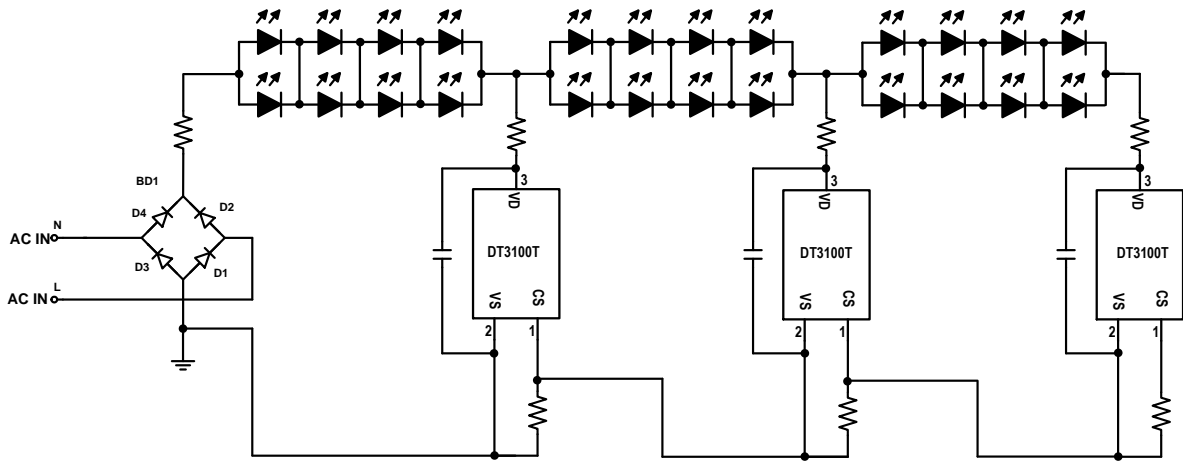 BD1
D4
D2
AC IN
N
D3
D1
AC IN
L
3
VD
DT3100T
VS
CS
2
1
3
VD
DT3100T
VS
CS
2
1
3
VD
DT3100T
VS
CS
2
1